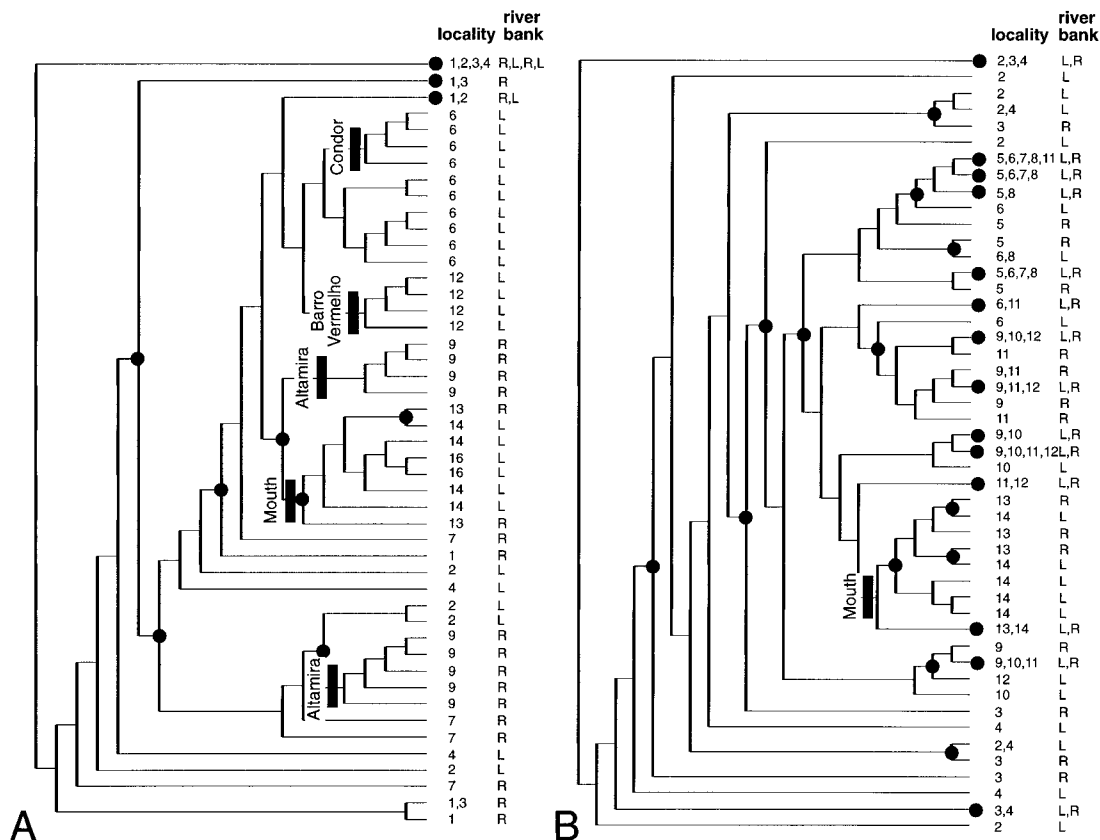 river
locality bank
1,2,3,4 R,L,R,L
1,3 R
1,2 R,L
6 L
6 L
6 L
6 L
6 L
6 L
6 L
6 L
6 L
6 L
12 L
12 L
12 L
12 L
9 R
9 R
9 R
9 R
13 R
14 L
14 L
16 L
16 L
14 L
14 L
13 R
7 R
1 R
2 L
4 L
2 L
2 L
9 R
9 R
9 R
9 R
9 R
7 R
7 R
4 L
2 L
7 R
1,3 R
1 R
Condor
Barro
Vermelho
Altamira
Mouth
Altamira
A
river
locality bank
2,3,4 L,R
2 L
2 L
2,4 L
3 R
2 L
5,6,7,8,11 L,R
5,6,7,8 L,R
5,8 L,R
6 L
5 R
5 R
6,8 L
5,6,7,8 L,R
5 R
6,11 L,R
6 L
9,10,12 L,R
11 R
9,11 R
9,11,12 L,R
9 R
11 R
9,10 L,R
9,10,11,12 L,R
10 L
11,12 L,R
13 R
14 L
13 R
13 R
14 L
14 L
14 L
14 L
13,14 L,R
9 R
9,10,11 L,R
12 L
10 L
3 R
4 L
2,4 L
3 R
3 R
4 L
3,4 L,R
2 L
Mouth
B